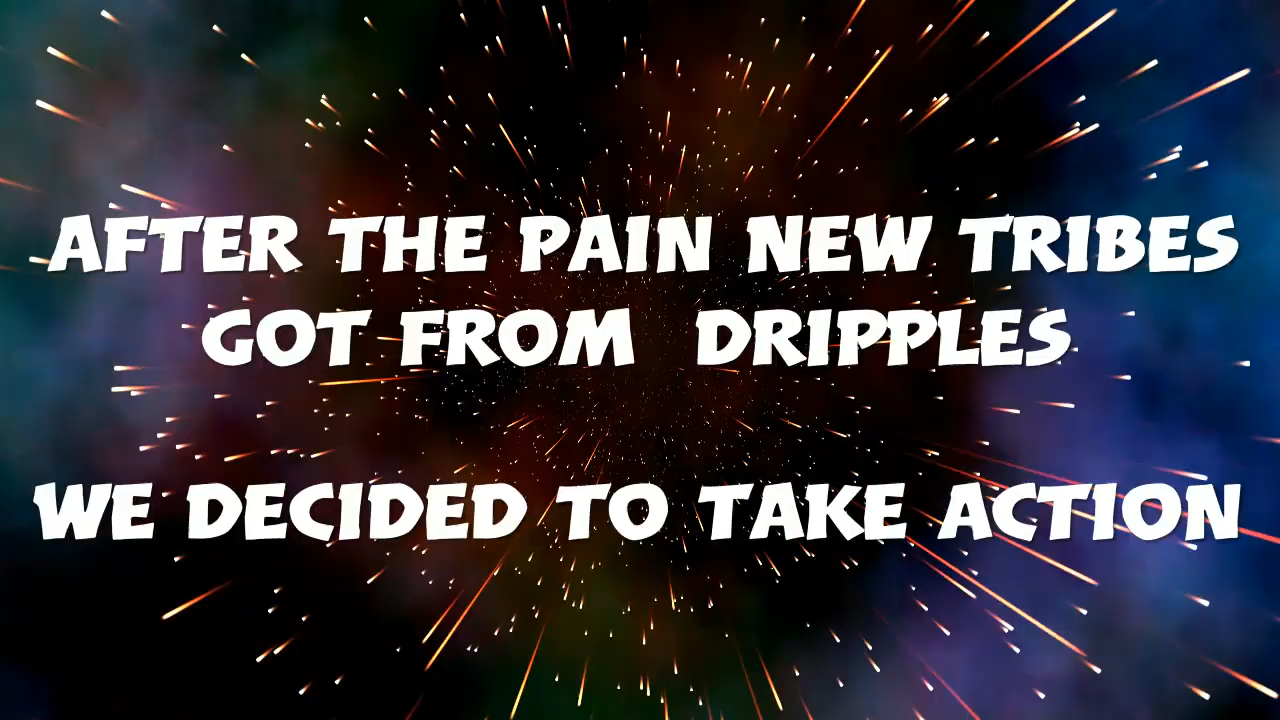 AFTER THE PAIN NEW TRIBES
GOT FROM DRIPPLES
WE DECIDED TO TAKE ACTION